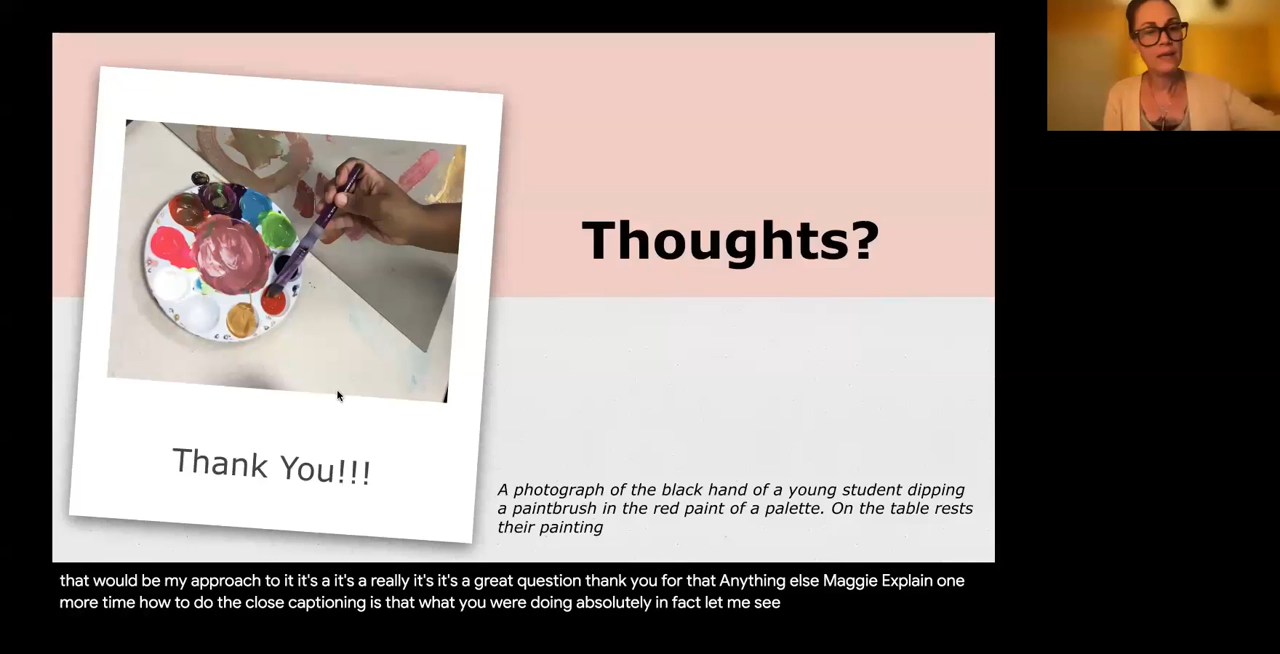 Thoughts?
Thank You!!!
A photograph of the black hand of a young student dipping
a paintbrush in the red paint of a palette. On the table rests
their painting
that would be my approach to it it's a it's a really it's it's a great question thank you for that Anything else Maggie Explain one
more time how to do the close captioning is that what you were doing absolutely in fact let me see